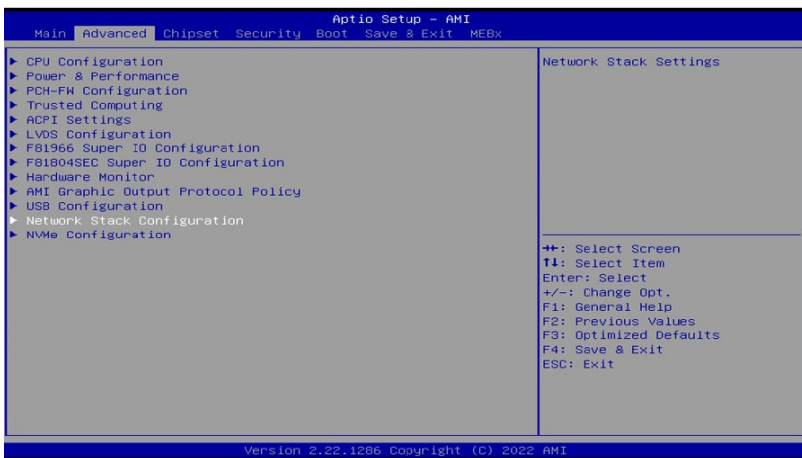 Aptio Setup – AMI
Main Advanced Chipset Security Boot Save & Exit MEBx
► CPU Configuration
► Power & Performance
► PCH-FW Configuration
► Trusted Computing
► ACPI Settings
► LVDS Configuration
► F81966 Super IO Configuration
► F81804SEC Super IO Configuration
► Hardware Monitor
► AMI Graphic Output Protocol Policy
► USB Configuration
► Network Stack Configuration
► NVMe Configuration
Network Stack Settings
→←: Select Screen
↑↓: Select Item
Enter: Select
+/-: Change Opt.
F1: General Help
F2: Previous Values
F3: Optimized Defaults
F4: Save & Exit
ESC: Exit
Version 2.22.1286 Copyright (C) 2022 AMI